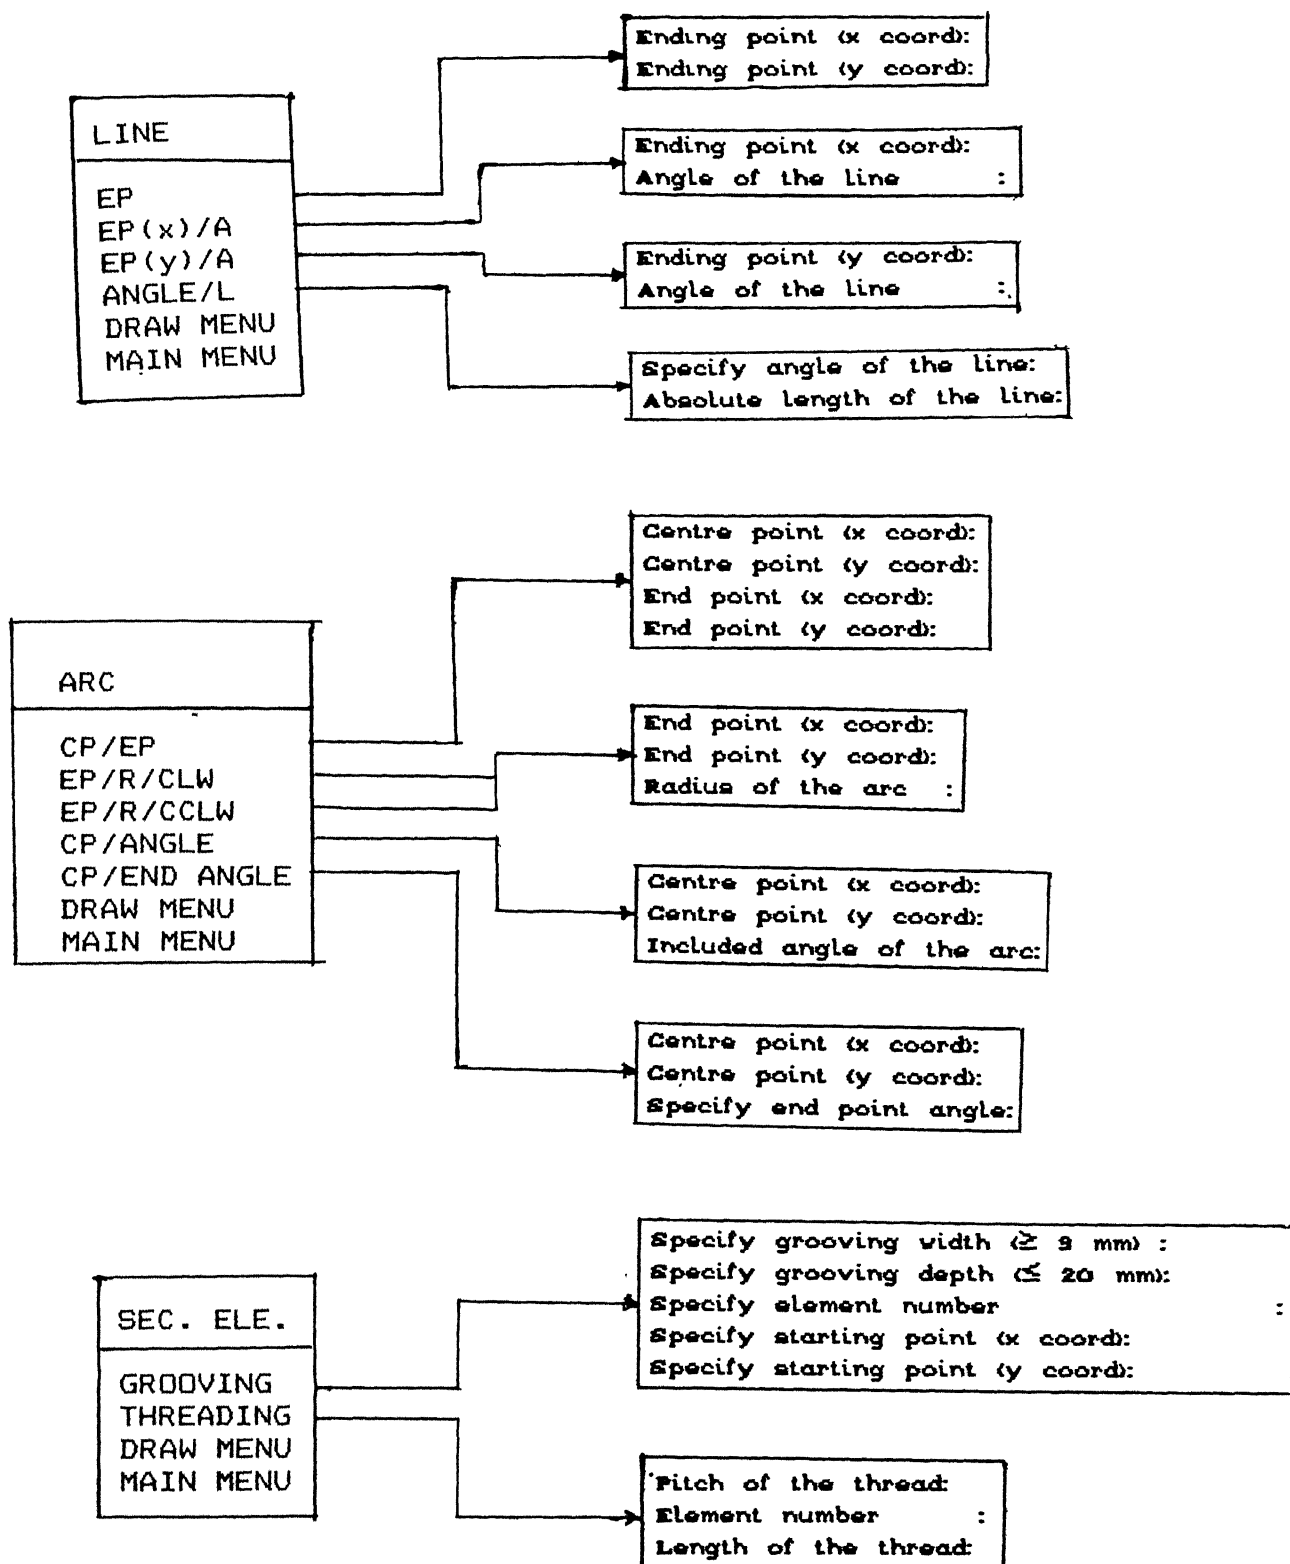 LINE
EP
EP(x)/A
EP(y)/A
ANGLE/L
DRAW MENU
MAIN MENU
Ending point (x coord):
Ending point (y coord):
Ending point (x coord):
Angle of the line :
Ending point (y coord):
Angle of the line :
Specify angle of the line:
Absolute length of the line:
ARC
CP/EP
EP/R/CLW
EP/R/CCLW
CP/ANGLE
CP/END ANGLE
DRAW MENU
MAIN MENU
Centre point (x coord):
Centre point (y coord):
End point (x coord):
End point (y coord):
End point (x coord):
End point (y coord):
Radius of the arc :
Centre point (x coord):
Centre point (y coord):
Included angle of the arc:
Centre point (x coord):
Centre point (y coord):
Specify end point angle:
SEC. ELE.
GROOVING
THREADING
DRAW MENU
MAIN MENU
Specify grooving width (≥ 9 mm) :
Specify grooving depth (≤ 20 mm):
Specify element number :
Specify starting point (x coord):
Specify starting point (y coord):
Pitch of the thread:
Element number :
Length of the thread: